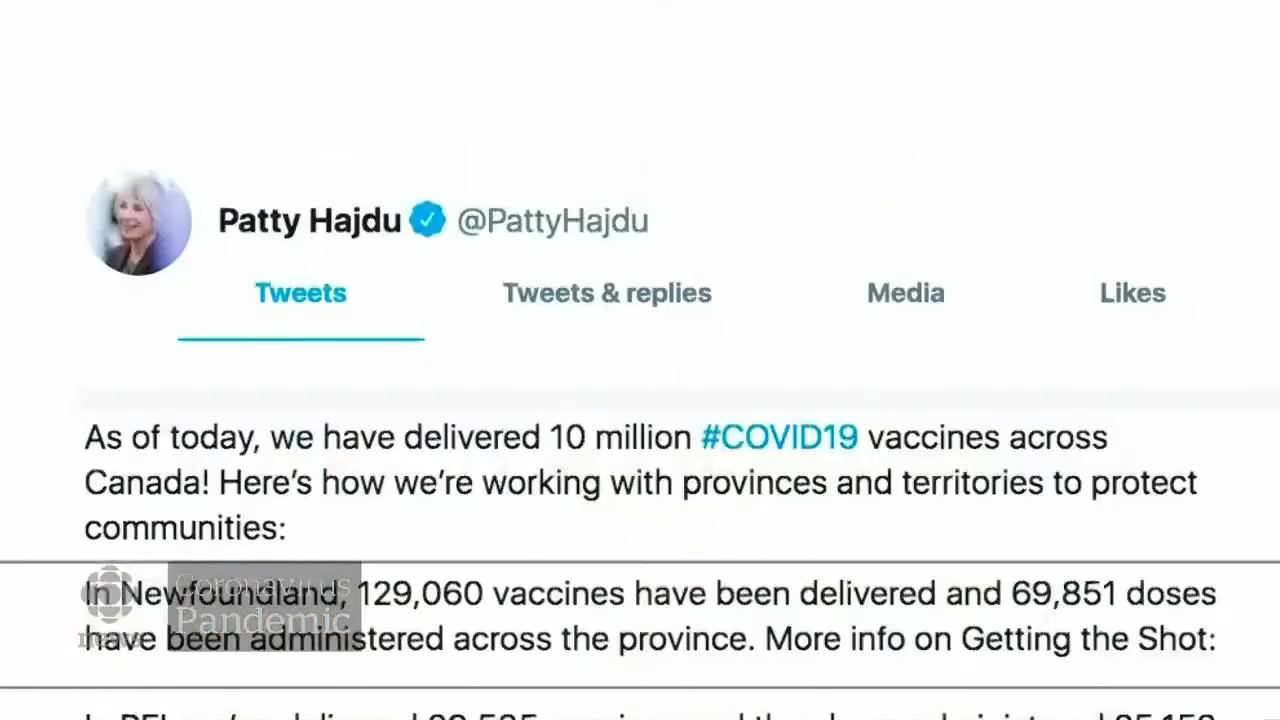 Patty Hajdu @PattyHajdu
Tweets Tweets & replies Media Likes
As of today, we have delivered 10 million #COVID19 vaccines across
Canada! Here's how we're working with provinces and territories to protect
communities:
In Newfoundland, 129,060 vaccines have been delivered and 69,851 doses
have been administered across the province. More info on Getting the Shot:
Coronavirus
Pandemic
news